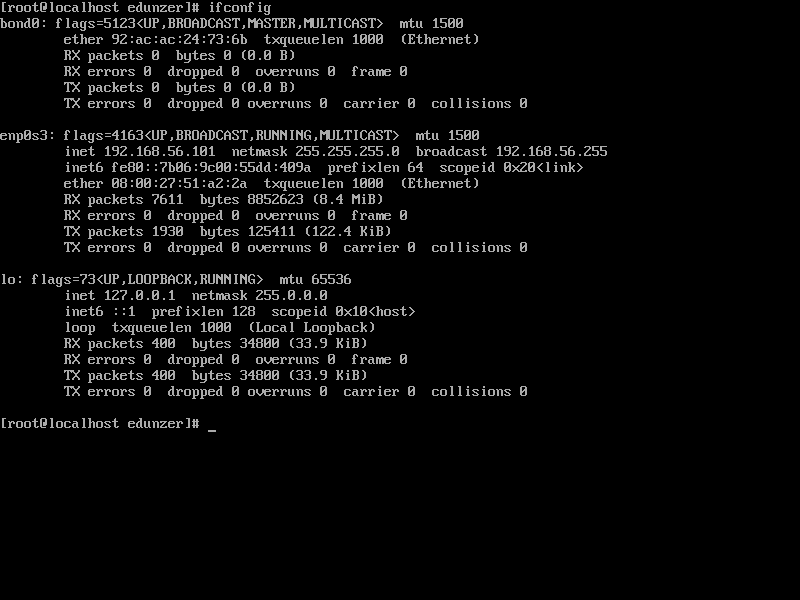 [root@localhost edunzer]# ifconfig
bond0: flags=5123<UP,BROADCAST,MASTER,MULTICAST>  mtu 1500
        ether 92:ac:ac:24:73:6b  txqueuelen 1000  (Ethernet)
        RX packets 0  bytes 0 (0.0 B)
        RX errors 0  dropped 0  overruns 0  frame 0
        TX packets 0  bytes 0 (0.0 B)
        TX errors 0  dropped 0 overruns 0  carrier 0  collisions 0

enp0s3: flags=4163<UP,BROADCAST,RUNNING,MULTICAST>  mtu 1500
        inet 192.168.56.101  netmask 255.255.255.0  broadcast 192.168.56.255
        inet6 fe80::7b06:9c00:55dd:409a  prefixlen 64  scopeid 0x20<link>
        ether 08:00:27:51:a2:2a  txqueuelen 1000  (Ethernet)
        RX packets 7611  bytes 8852623 (8.4 MiB)
        RX errors 0  dropped 0  overruns 0  frame 0
        TX packets 1930  bytes 125411 (122.4 KiB)
        TX errors 0  dropped 0 overruns 0  carrier 0  collisions 0

lo: flags=73<UP,LOOPBACK,RUNNING>  mtu 65536
        inet 127.0.0.1  netmask 255.0.0.0
        inet6 ::1  prefixlen 128  scopeid 0x10<host>
        loop  txqueuelen 1000  (Local Loopback)
        RX packets 400  bytes 34800 (33.9 KiB)
        RX errors 0  dropped 0  overruns 0  frame 0
        TX packets 400  bytes 34800 (33.9 KiB)
        TX errors 0  dropped 0 overruns 0  carrier 0  collisions 0

[root@localhost edunzer]# _